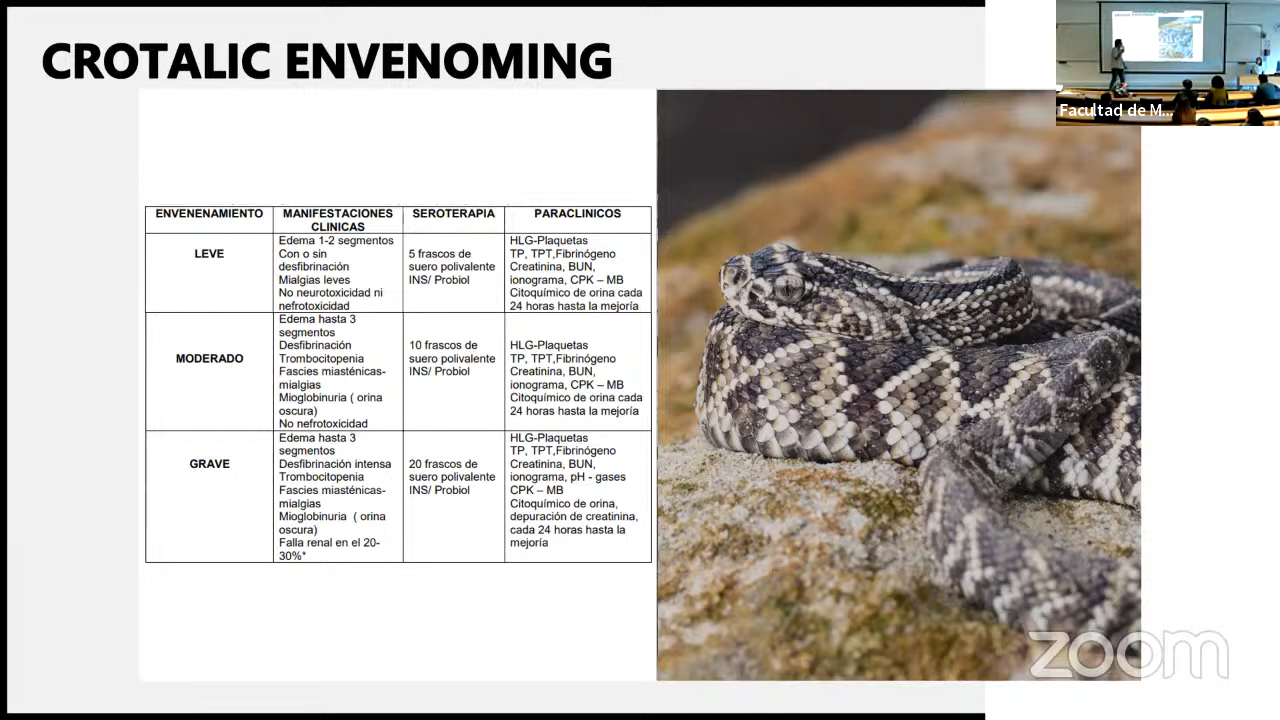 CROTALIC ENVENOMING
Facultad de M...
ENVENENAMIENTO
MANIFESTACIONES
CLINICAS
SEROTERAPIA
PARACLINICOS
LEVE
Edema 1-2 segmentos
Con o sin
desfibrinación
Mialgias leves
No neurotoxicidad ni
nefrotoxicidad
5 frascos de
suero polivalente
INS/ Probiol
HLG-Plaquetas
TP, TPT,Fibrinógeno
Creatinina, BUN,
ionograma, CPK – MB
Citoquímico de orina cada
24 horas hasta la mejoría
MODERADO
Edema hasta 3
segmentos
Desfibrinación
Trombocitopenia
Fascies miasténicas-
mialgias
Mioglobinuria ( orina
oscura)
No nefrotoxicidad
10 frascos de
suero polivalente
INS/ Probiol
HLG-Plaquetas
TP, TPT,Fibrinógeno
Creatinina, BUN,
ionograma, CPK – MB
Citoquímico de orina cada
24 horas hasta la mejoría
GRAVE
Edema hasta 3
segmentos
Desfibrinación intensa
Trombocitopenia
Fascies miasténicas-
mialgias
Mioglobinuria ( orina
oscura)
Falla renal en el 20-
30%*
20 frascos de
suero polivalente
INS/ Probiol
HLG-Plaquetas
TP, TPT,Fibrinógeno
Creatinina, BUN,
ionograma, pH - gases
CPK – MB
Citoquímico de orina,
depuración de creatinina,
cada 24 horas hasta la
mejoría
zoom